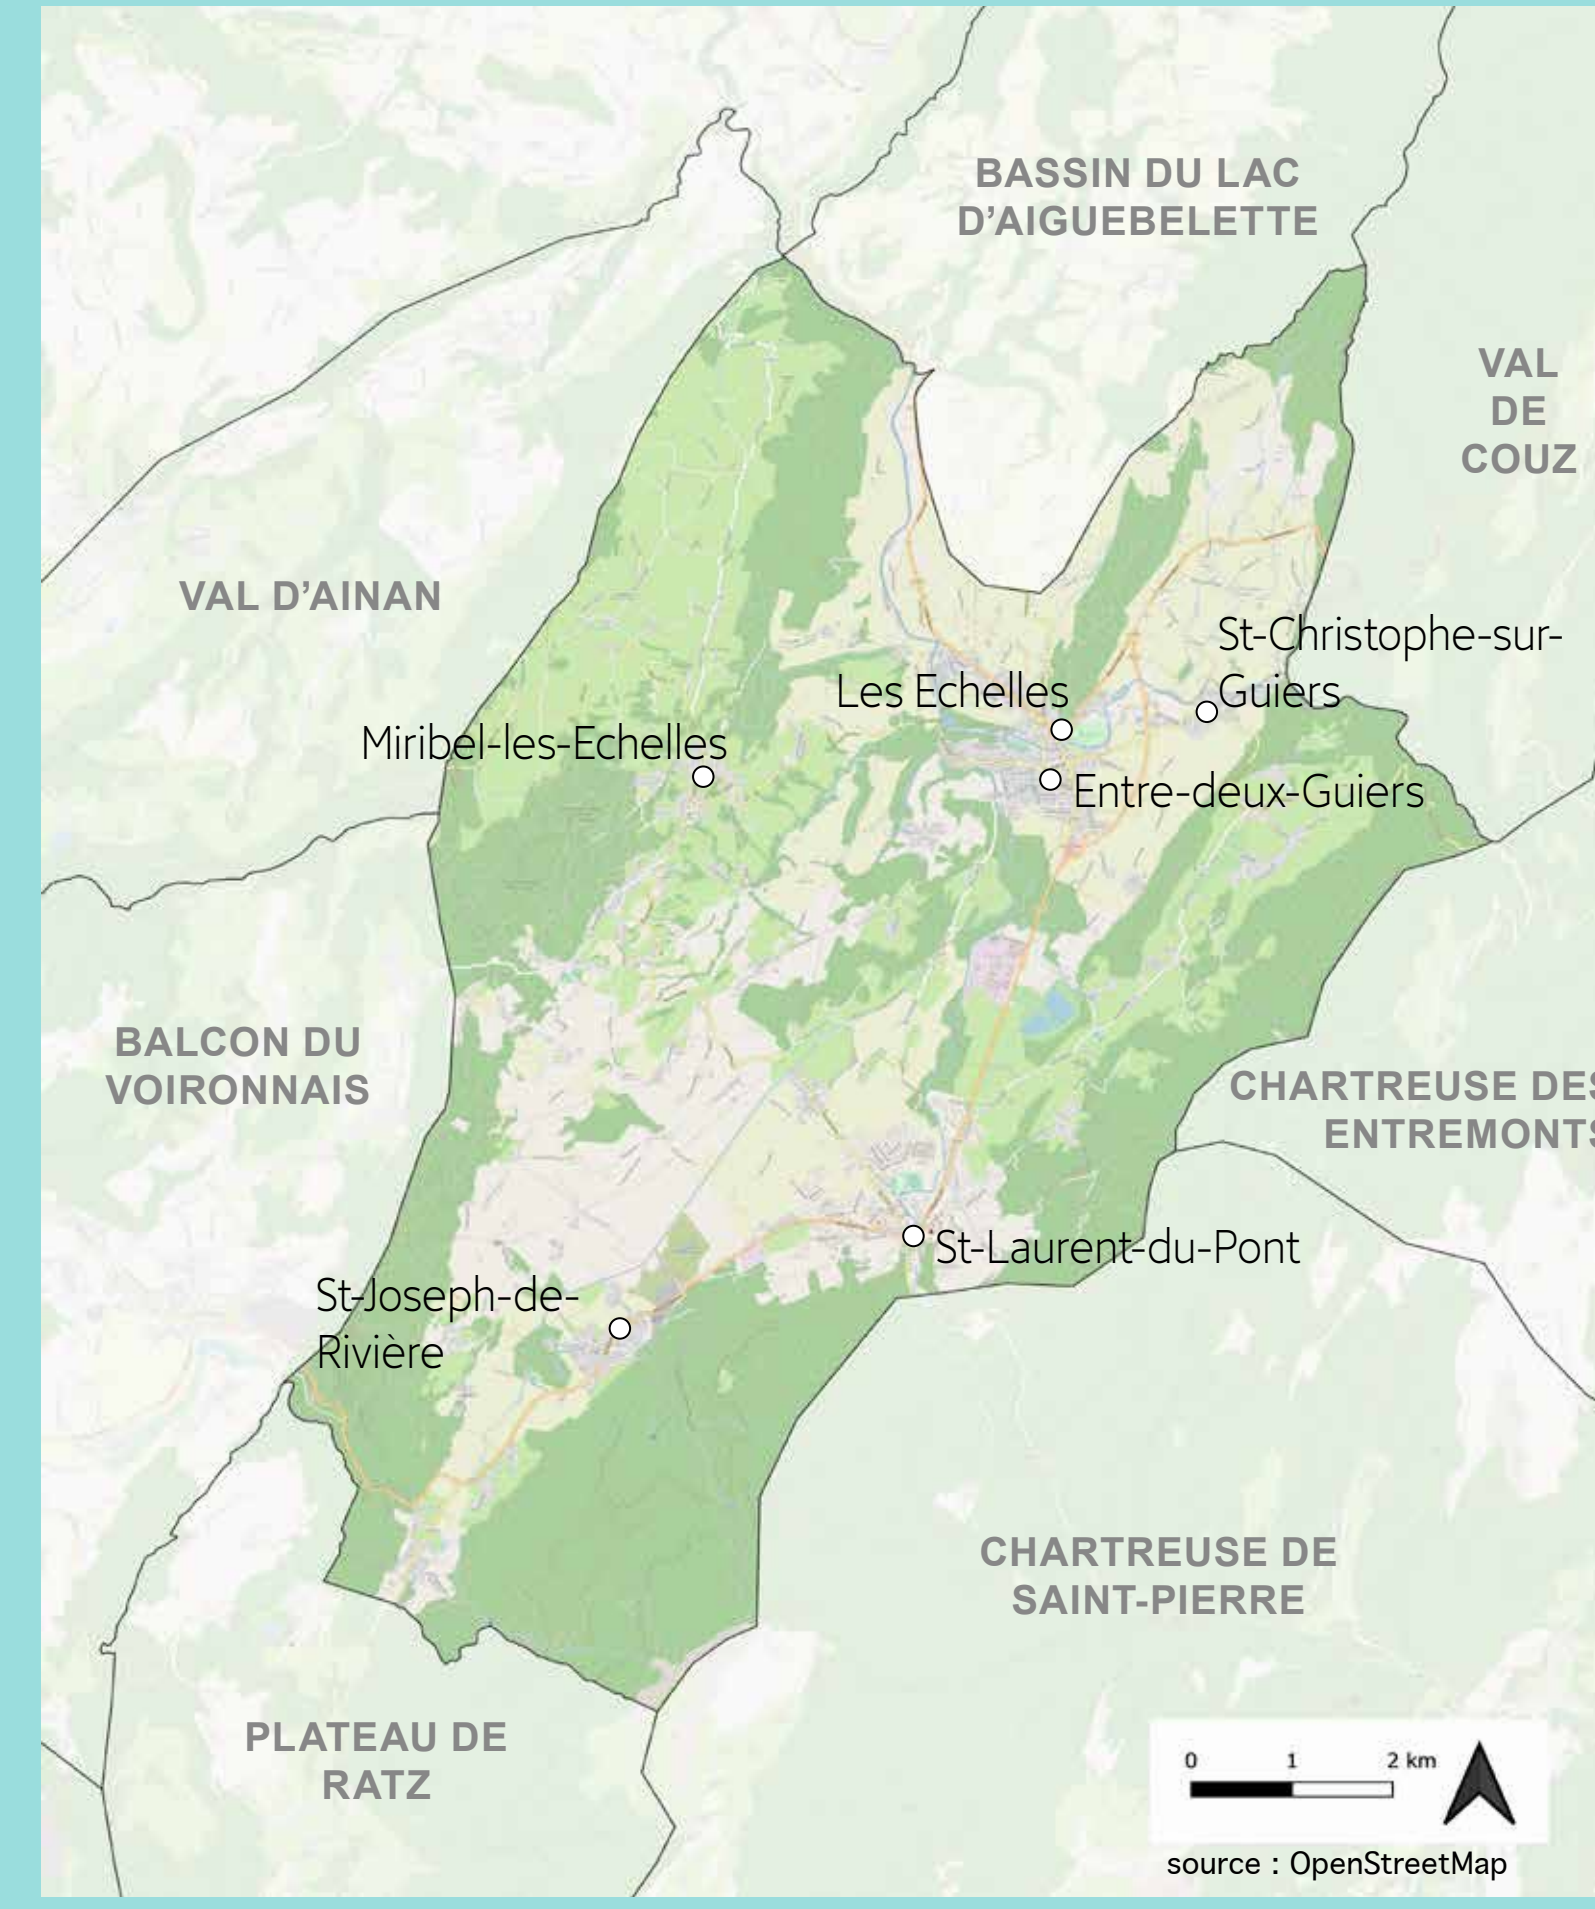 BASSIN DU LAC
D'AIGUEBELETTE
VAL
DE
COUZ
VAL D'AINAN
St-Christophe-sur-
Guiers
Les Echelles
Miribel-les-Echelles
Entre-deux-Guiers
BALCON DU
VOIRONNAIS
CHARTREUSE DES
ENTREMONTS
St-Laurent-du-Pont
St-Joseph-de-
Rivière
CHARTREUSE DE
SAINT-PIERRE
PLATEAU DE
RATZ
0 1 2 km
source : OpenStreetMap